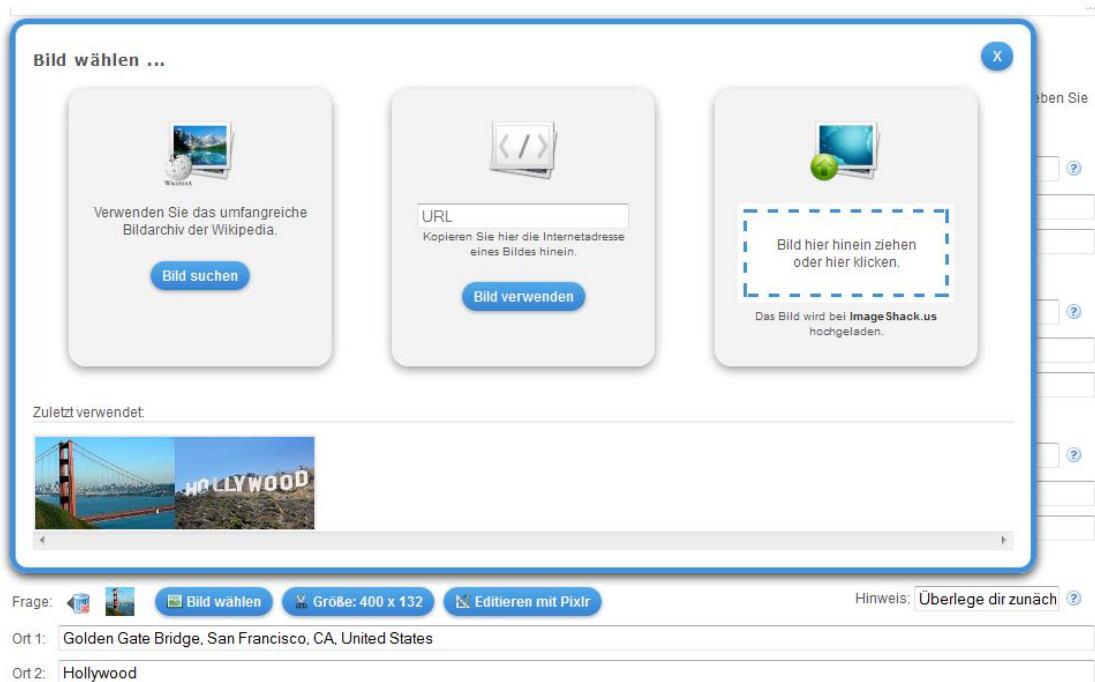 Bild wählen ...
X
eben Sie
WIKIPEDIA
Verwenden Sie das umfangreiche
Bildarchiv der Wikipedia.
Bild suchen
</>
URL
Kopieren Sie hier die Internetadresse
eines Bildes hinein.
Bild verwenden
Bild hier hinein ziehen
oder hier klicken.
Das Bild wird bei ImageShack.us
hochgeladen.
Zuletzt verwendet:
HOLLYWOOD
Frage:
Bild wählen
Größe: 400 x 132
Editieren mit Pixlr
Hinweis: Überlege dir zunäch
Ort 1: Golden Gate Bridge, San Francisco, CA, United States
Ort 2: Hollywood